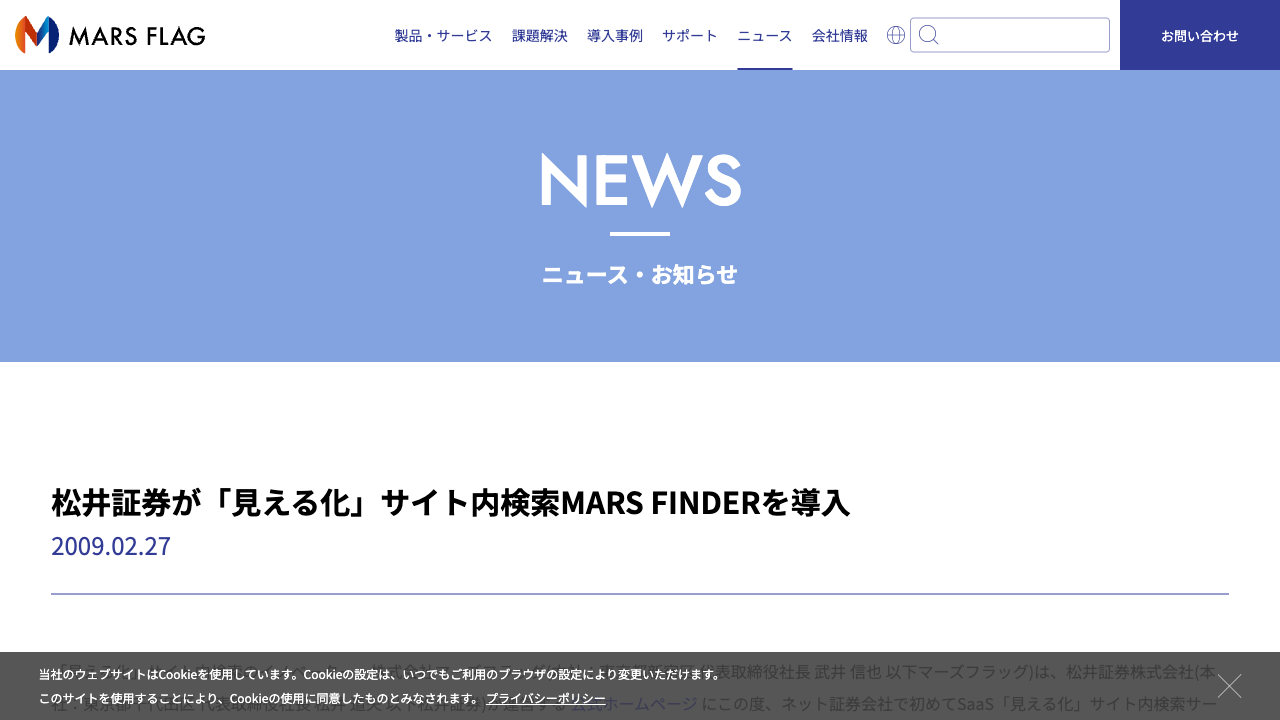 MARS FLAG
製品・サービス 課題解決 導入事例 サポート ニュース 会社情報 お問い合わせ
NEWS
ニュース・お知らせ
松井証券が「見える化」サイト内検索MARS FINDERを導入
2009.02.27
代表取締役社長 武井 信也 以下マーズフラッグ)は、松井証券株式会社(本
当社のウェブサイトはCookieを使用しています。Cookieの設定は、いつでもご利用のブラウザの設定により変更いただけます。
このサイトを使用することにより、Cookieの使用に同意したものとみなされます。プライバシーポリシー
ホームページ にこの度、ネット証券会社で初めてSaaS「見える化」サイト内検索サー